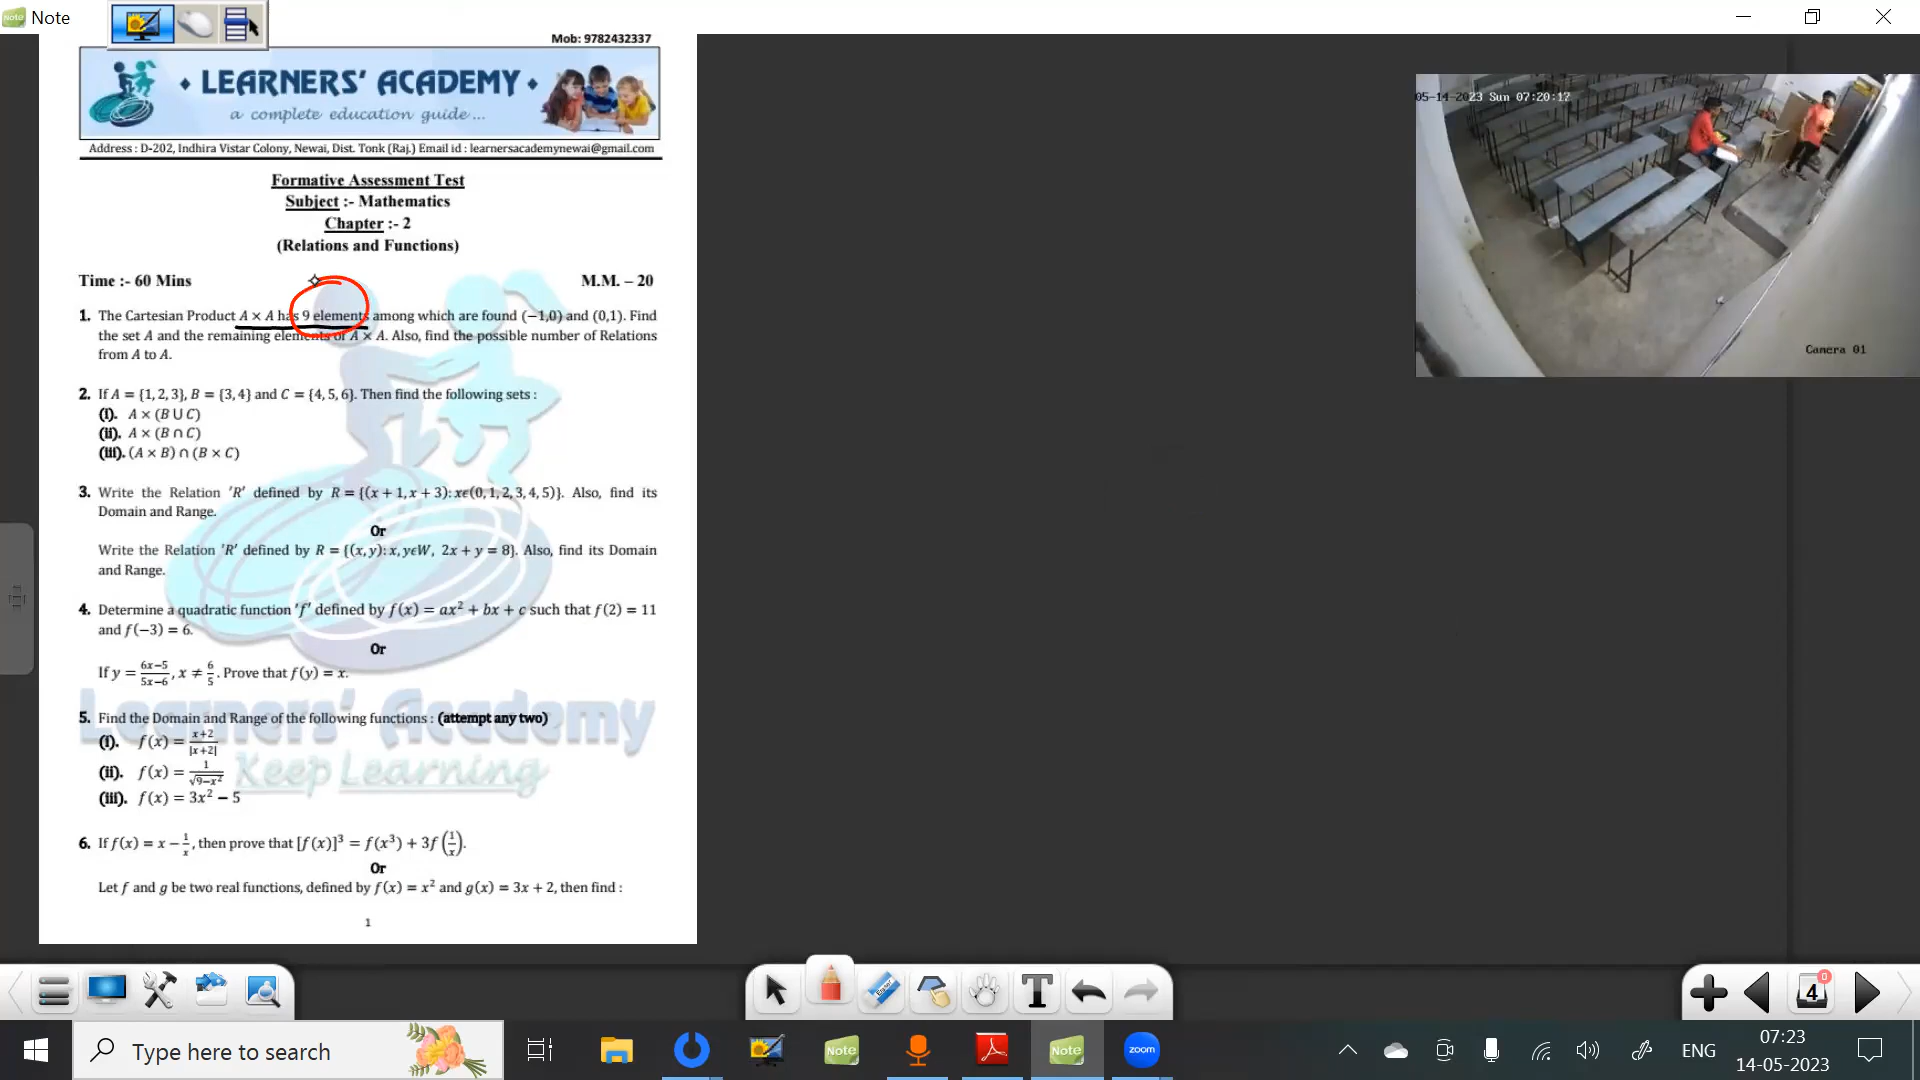 Note
Mob: 9782432337
LEARNERS' ACADEMY
a complete education guide...
Address : D-202, Indhira Vistar Colony, Newai, Dist. Tonk (Raj.) Email id : learnersacademynewai@gmail.com
Formative Assessment Test
Subject :- Mathematics
Chapter :- 2
(Relations and Functions)
Time :- 60 Mins M.M. – 20
1. The Cartesian Product A × A has 9 elements among which are found (−1,0) and (0,1). Find
the set A and the remaining elements of A × A. Also, find the possible number of Relations
from A to A.
2. If A = {1, 2, 3}, B = {3, 4} and C = {4, 5, 6}. Then find the following sets :
(i). A × (B ∪ C)
(ii). A × (B ∩ C)
(iii). (A × B) ∩ (B × C)
3. Write the Relation 'R' defined by R = {(x + 1, x + 3): xϵ(0, 1, 2, 3, 4, 5)}. Also, find its
Domain and Range.
Or
Write the Relation 'R' defined by R = {(x, y): x, yϵW, 2x + y = 8}. Also, find its Domain
and Range.
4. Determine a quadratic function 'f' defined by f(x) = ax² + bx + c such that f(2) = 11
and f(−3) = 6.
Or
If y = (6x−5)/(5x−6), x ≠ 6/5. Prove that f(y) = x.
5. Find the Domain and Range of the following functions : (attempt any two)
(i). f(x) = (x+2)/|x+2|
(ii). f(x) = 1/√(9−x²)
(iii). f(x) = 3x² − 5
6. If f(x) = x − 1/x, then prove that [f(x)]³ = f(x³) + 3f(1/x).
Or
Let f and g be two real functions, defined by f(x) = x² and g(x) = 3x + 2, then find :
1
Learners' Academy
Keep Learning
05-14-2023 Sun 07:20:17
Camera 01
T
0
4
Type here to search
Note
Note
zoom
ENG
07:23
14-05-2023